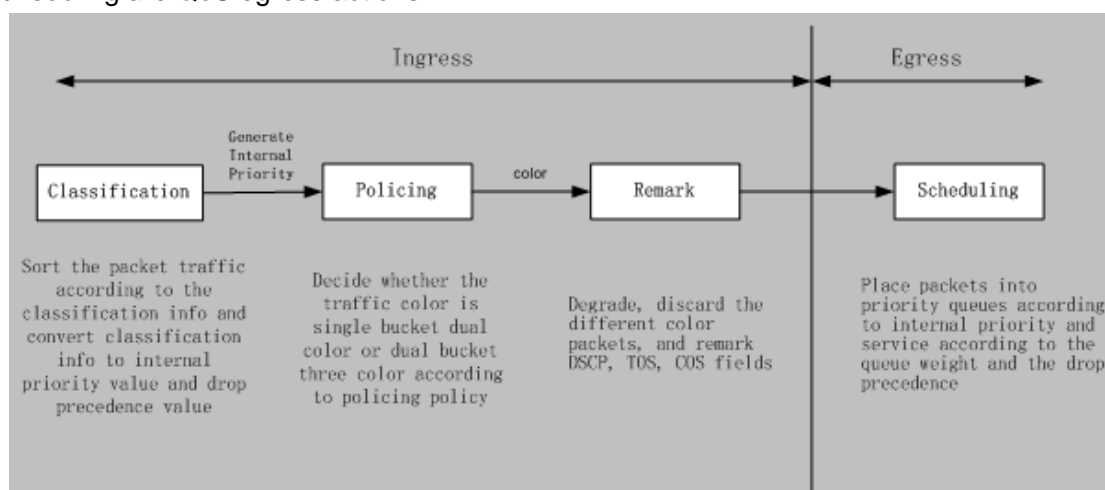 Ingress
Egress
Generate
Internal
Priority
color
Classification
Policing
Remark
Scheduling
Sort the packet traffic
according to the
classification info and
convert classification
info to internal
priority value and drop
precedence value
Decide whether the
traffic color is
single bucket dual
color or dual bucket
three color according
to policing policy
Degrade, discard the
different color
packets, and remark
DSCP, TOS, COS fields
Place packets into
priority queues according
to internal priority and
service according to the
queue weight and the drop
precedence